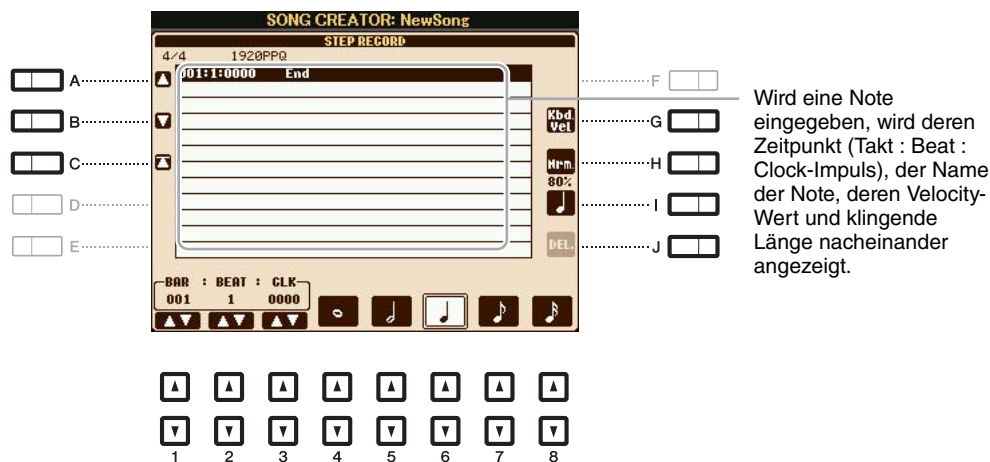 SONG CREATOR: NewSong
STEP RECORD
4/4 1920PPQ
001:1:0000 End
A
B
C
D
E
F
G
H
I
J
Kbd. Vel
Nrm.
80%
DEL.
BAR : BEAT : CLK
001 1 0000
1 2 3 4 5 6 7 8
Wird eine Note
eingegeben, wird deren
Zeitpunkt (Takt : Beat :
Clock-Impuls), der Name
der Note, deren Velocity-
Wert und klingende
Länge nacheinander
angezeigt.